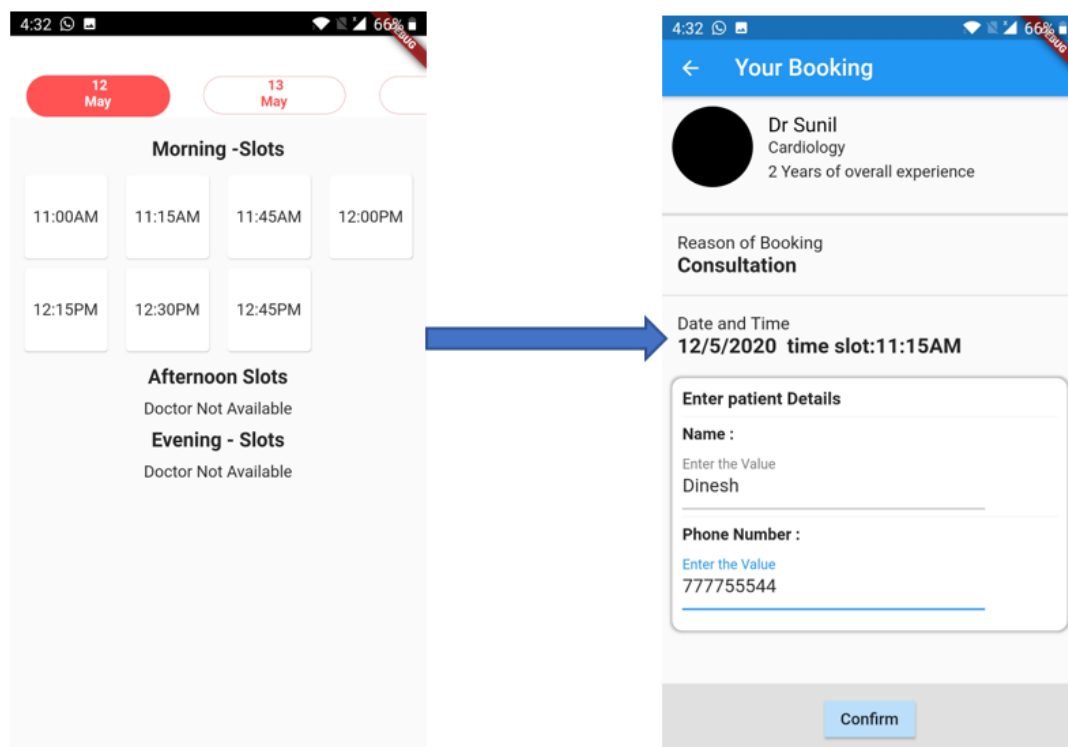 4:32 66%
DEBUG
12
May
13
May
Morning -Slots
11:00AM 11:15AM 11:45AM 12:00PM
12:15PM 12:30PM 12:45PM
Afternoon Slots
Doctor Not Available
Evening - Slots
Doctor Not Available
4:32 66%
DEBUG
Your Booking
Dr Sunil
Cardiology
2 Years of overall experience
Reason of Booking
Consultation
Date and Time
12/5/2020 time slot:11:15AM
Enter patient Details
Name :
Enter the Value
Dinesh
Phone Number :
Enter the Value
777755544
Confirm